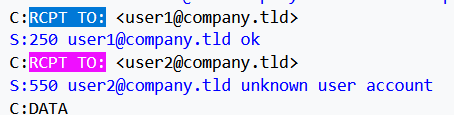 C:RCPT TO: <user1@company.tld>
S:250 user1@company.tld ok
C:RCPT TO: <user2@company.tld>
S:550 user2@company.tld unknown user account
C:DATA